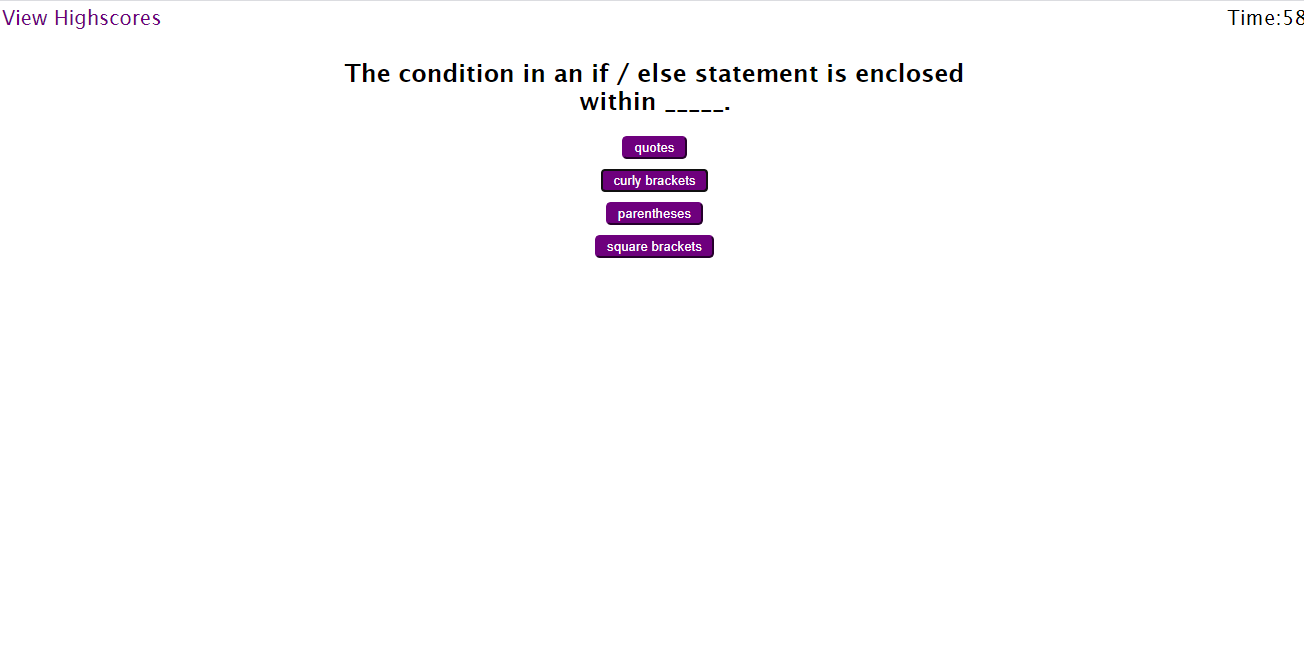 View Highscores
Time:58
The condition in an if / else statement is enclosed
within _____.
quotes
curly brackets
parentheses
square brackets